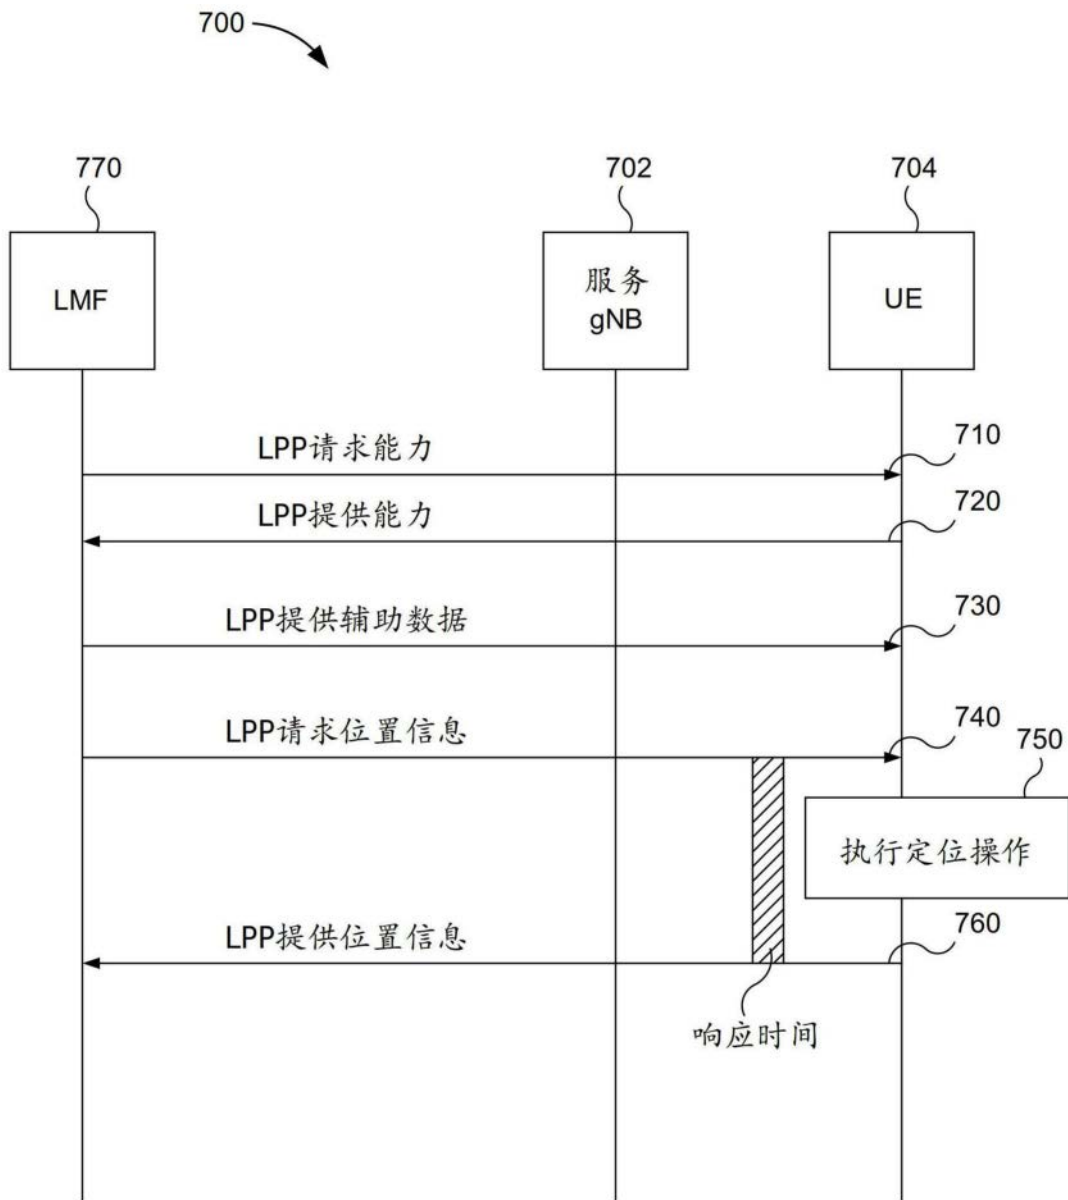 700
770
702
704
LMF
服务
gNB
UE
LPP请求能力
710
LPP提供能力
720
LPP提供辅助数据
730
LPP请求位置信息
740
750
执行定位操作
LPP提供位置信息
760
响应时间